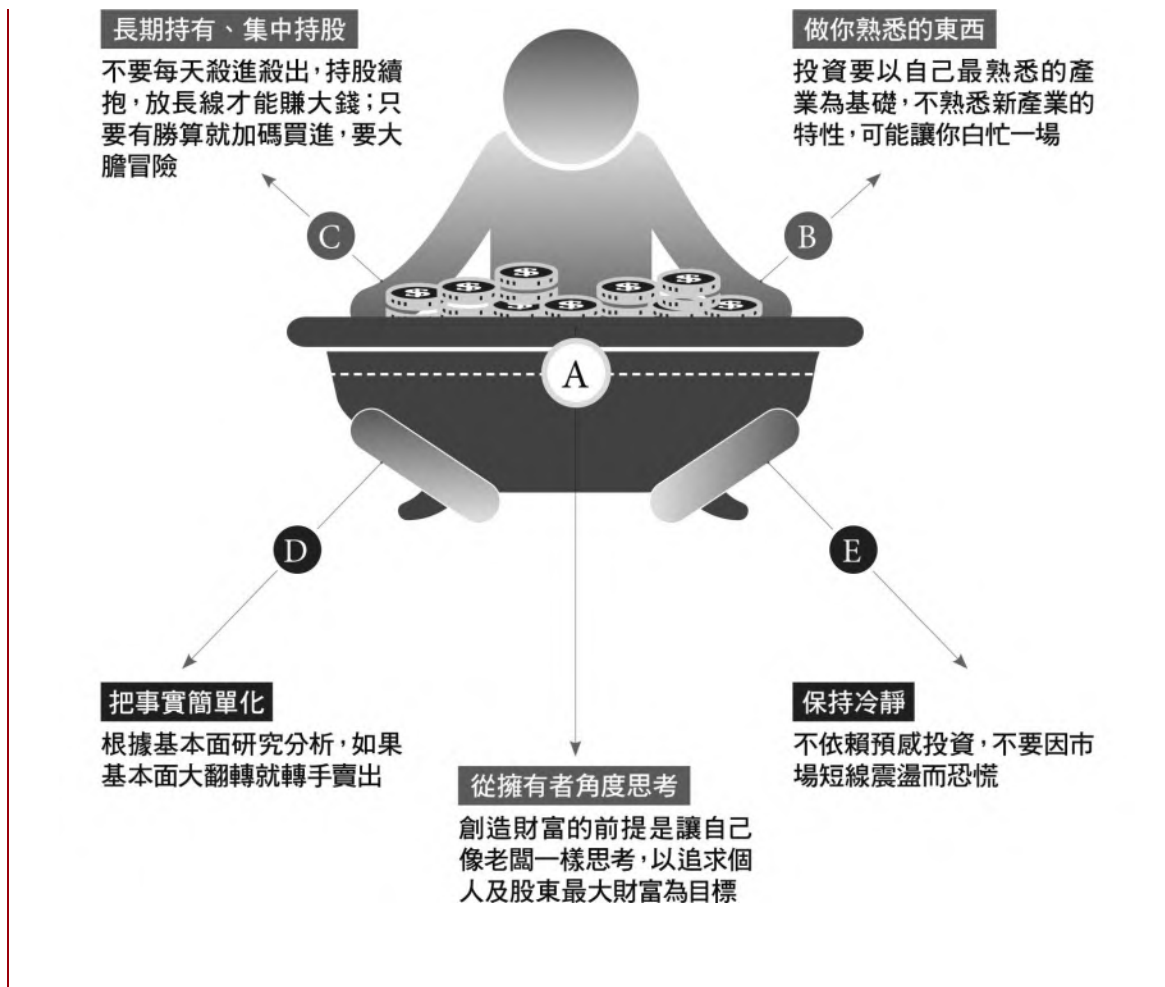 長期持有、集中持股
不要每天殺進殺出，持股續
抱，放長線才能賺大錢；只
要有勝算就加碼買進，要大
膽冒險
做你熟悉的東西
投資要以自己最熟悉的產
業為基礎，不熟悉新產業的
特性，可能讓你白忙一場
C
B
$ $ $ $ $ $ $ $
A
D
E
把事實簡單化
根據基本面研究分析，如果
基本面大翻轉就轉手賣出
從擁有者角度思考
創造財富的前提是讓自己
像老闆一樣思考，以追求個
人及股東最大財富為目標
保持冷靜
不依賴預感投資，不要因市
場短線震盪而恐慌